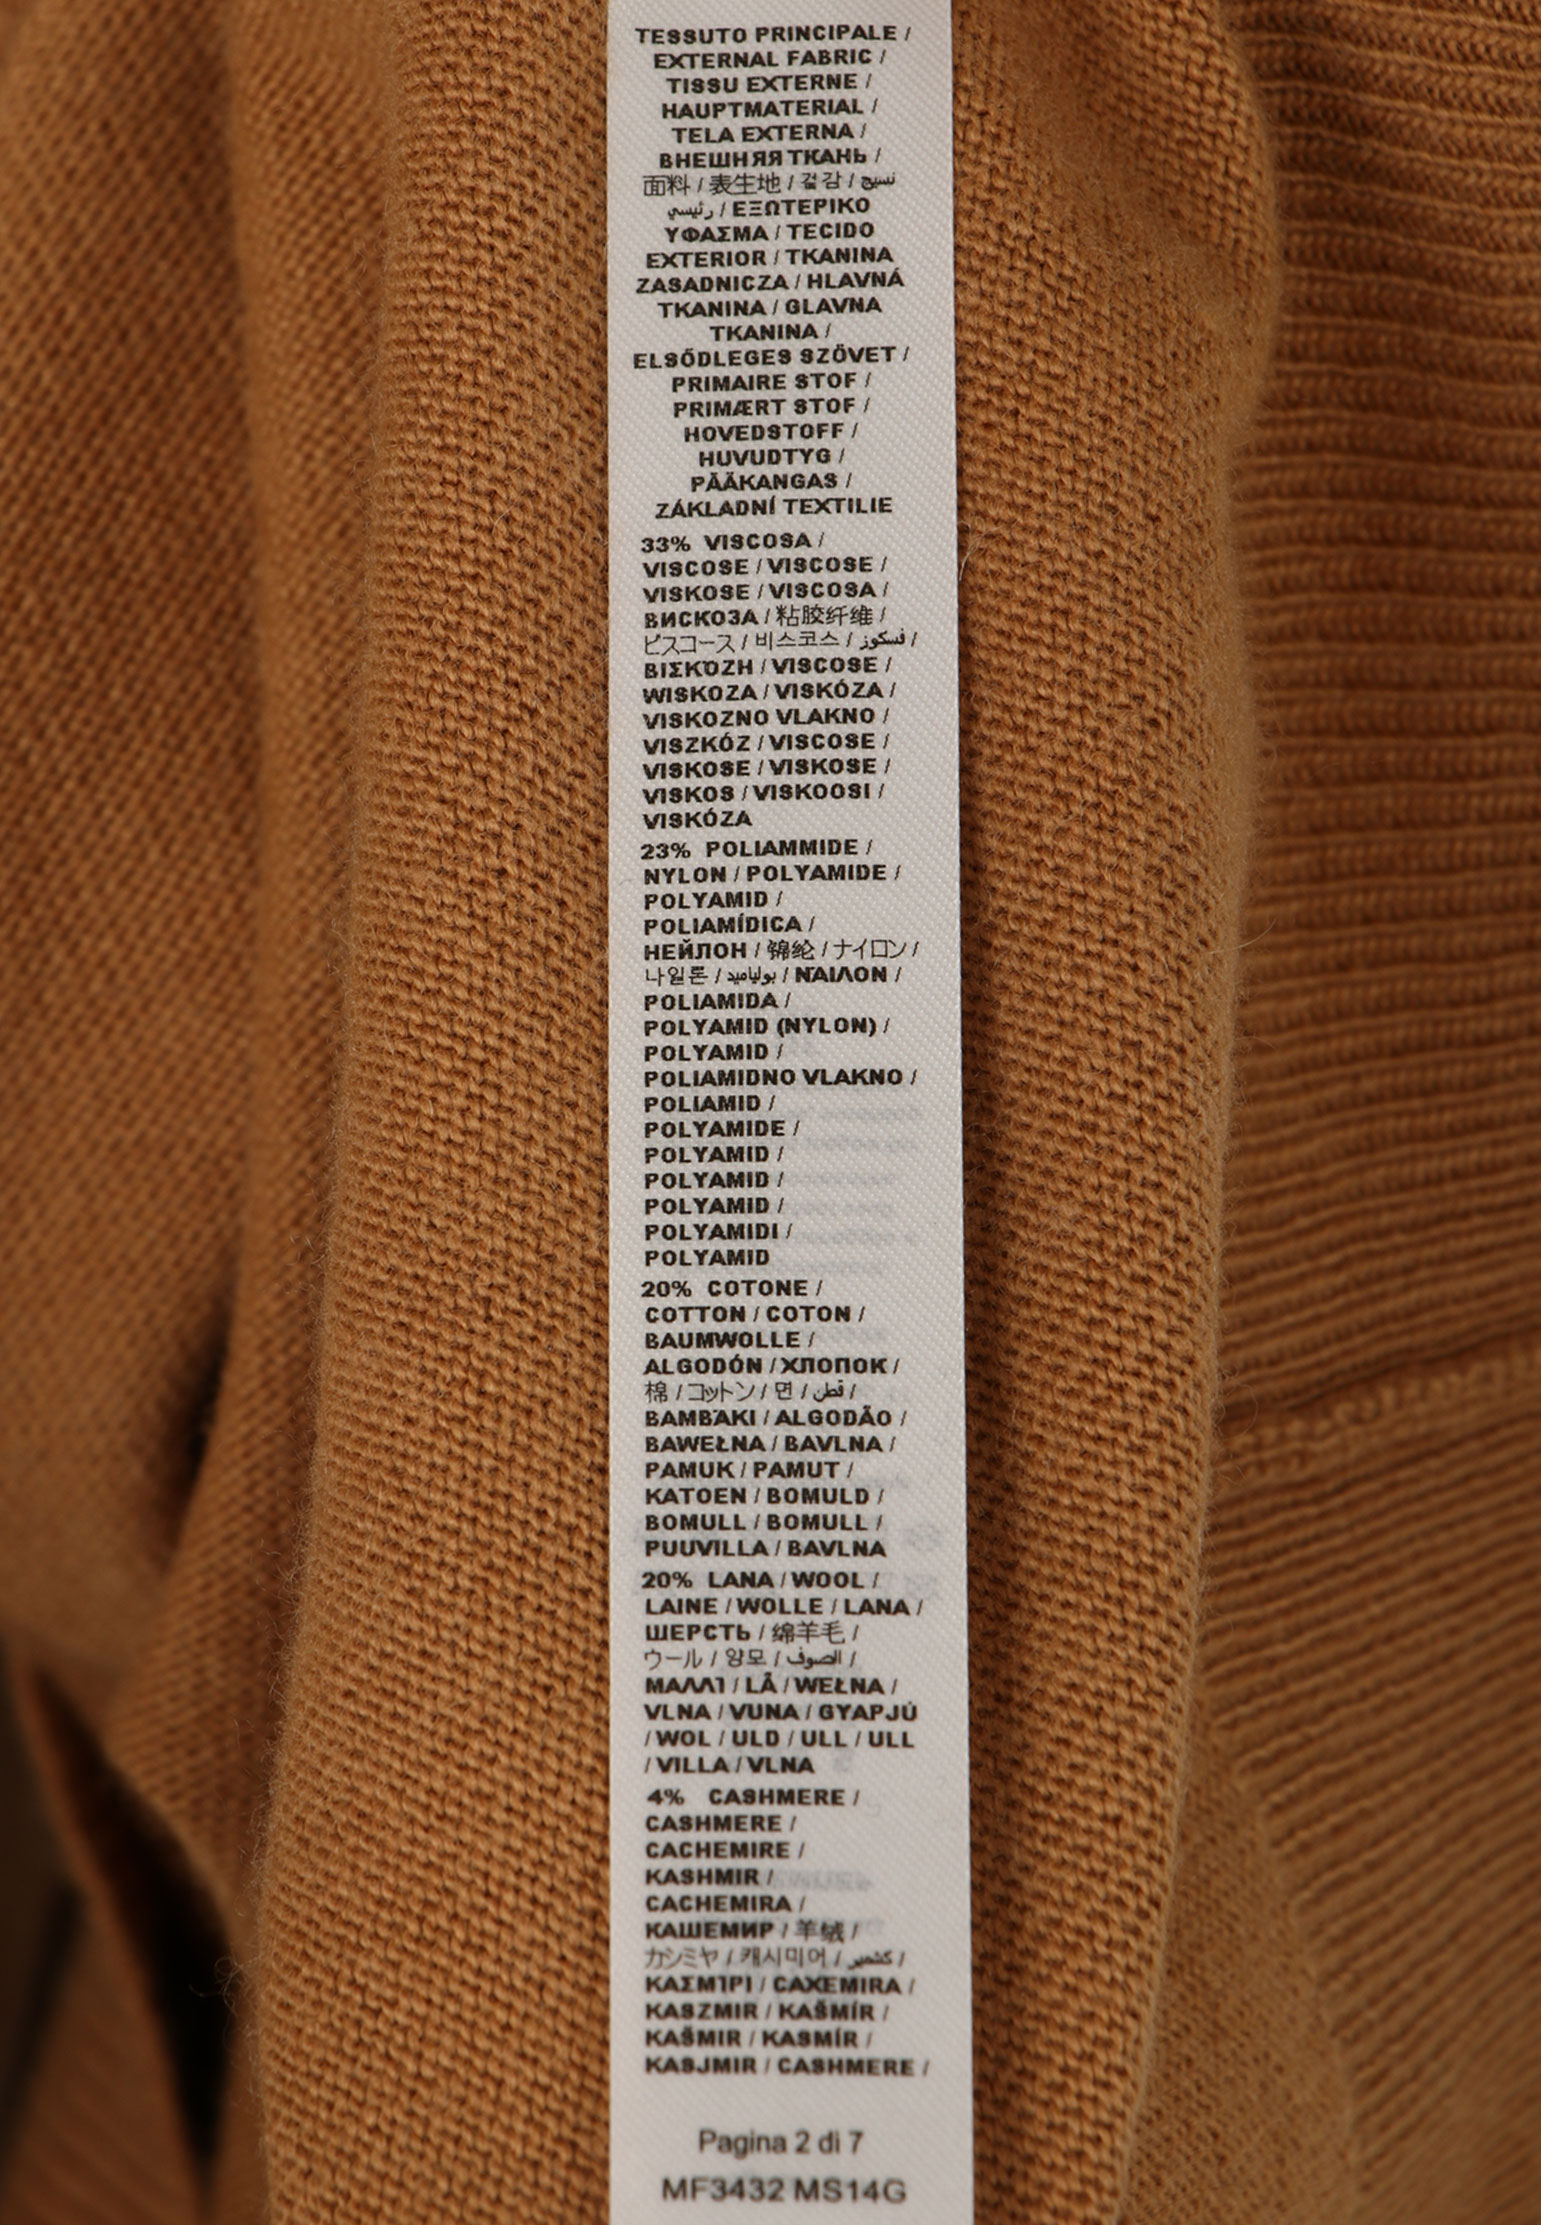 TESSUTO PRINCIPALE /
EXTERNAL FABRIC /
TISSU EXTERNE /
HAUPTMATERIAL /
TELA EXTERNA /
ВНЕШНЯЯ ТКАНЬ /
面料 / 表生地 / 겉감 / نسيج
رئيسي / ΕΞΩΤΕΡΙΚΟ
ΥΦΑΣΜΑ / TECIDO
EXTERIOR / TKANINA
ZASADNICZA / HLAVNÁ
TKANINA / GLAVNA
TKANINA /
ELSŐDLEGES SZÖVET /
PRIMAIRE STOF /
PRIMÆRT STOF /
HOVEDSTOFF /
HUVUDTYG /
PÄÄKANGAS /
ZÁKLADNÍ TEXTILIE
33% VISCOSA /
VISCOSE / VISCOSE /
VISKOSE / VISCOSA /
ВИСКОЗА / 粘胶纤维 /
ビスコース / 비스코스 / فسكوز /
ΒΙΣΚΌΖΗ / VISCOSE /
WISKOZA / VISKÓZA /
VISKOZNO VLAKNO /
VISZKÓZ / VISCOSE /
VISKOSE / VISKOSE /
VISKOS / VISKOOSI /
VISKÓZA
23% POLIAMMIDE /
NYLON / POLYAMIDE /
POLYAMID /
POLIAMÍDICA /
НЕЙЛОН / 锦纶 / ナイロン /
나일론 / بولياميد / ΝΆΙΛΟΝ /
POLIAMIDA /
POLYAMID (NYLON) /
POLYAMID /
POLIAMIDNO VLAKNO /
POLIAMID /
POLYAMIDE /
POLYAMID /
POLYAMID /
POLYAMID /
POLYAMIDI /
POLYAMID
20% COTONE /
COTTON / COTON /
BAUMWOLLE /
ALGODÓN / ХЛОПОК /
棉 / コットン / 면 / قطن /
ΒΑΜΒΆΚΙ / ALGODÃO /
BAWEŁNA / BAVLNA /
PAMUK / PAMUT /
KATOEN / BOMULD /
BOMULL / BOMULL /
PUUVILLA / BAVLNA
20% LANA / WOOL /
LAINE / WOLLE / LANA /
ШЕРСТЬ / 绵羊毛 /
ウール / 양모 / الصوف /
ΜΑΛΛΊ / LÃ / WEŁNA /
VLNA / VUNA / GYAPJÚ
/ WOL / ULD / ULL / ULL
/ VILLA / VLNA
4% CASHMERE /
CASHMERE /
CACHEMIRE /
KASHMIR /
CACHEMIRA /
КАШЕМИР / 羊绒 /
カシミヤ / 캐시미어 / كشمير /
ΚΑΣΜΊΡΙ / CAXEMIRA /
KASZMIR / KAŠMÍR /
KAŠMIR / KASMÍR /
KASJMIR / CASHMERE /
Pagina 2 di 7
MF3432 MS14G